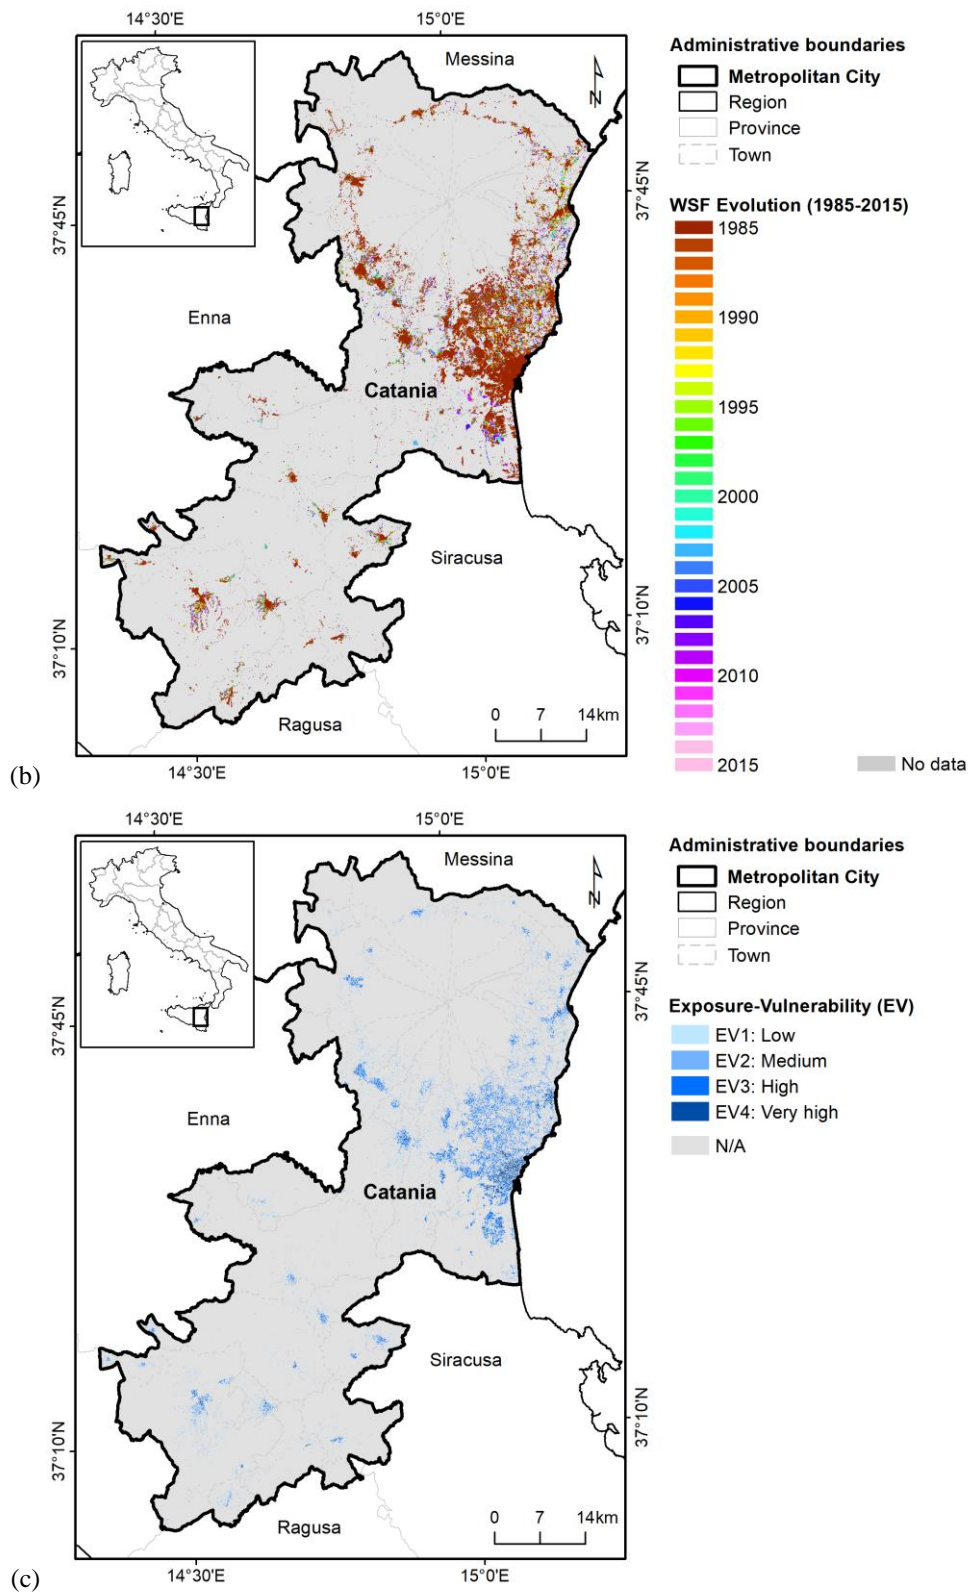 14°30'E 15°0'E
Messina
N
37°45'N
37°45'N
Enna
Catania
Siracusa
37°10'N
37°10'N
Ragusa
0 7 14km
14°30'E 15°0'E
(b)
Administrative boundaries
Metropolitan City
Region
Province
Town
WSF Evolution (1985-2015)
1985
1990
1995
2000
2005
2010
2015
No data
14°30'E 15°0'E
Messina
N
37°45'N
37°45'N
Enna
Catania
Siracusa
37°10'N
37°10'N
Ragusa
0 7 14km
14°30'E 15°0'E
(c)
Administrative boundaries
Metropolitan City
Region
Province
Town
Exposure-Vulnerability (EV)
EV1: Low
EV2: Medium
EV3: High
EV4: Very high
N/A